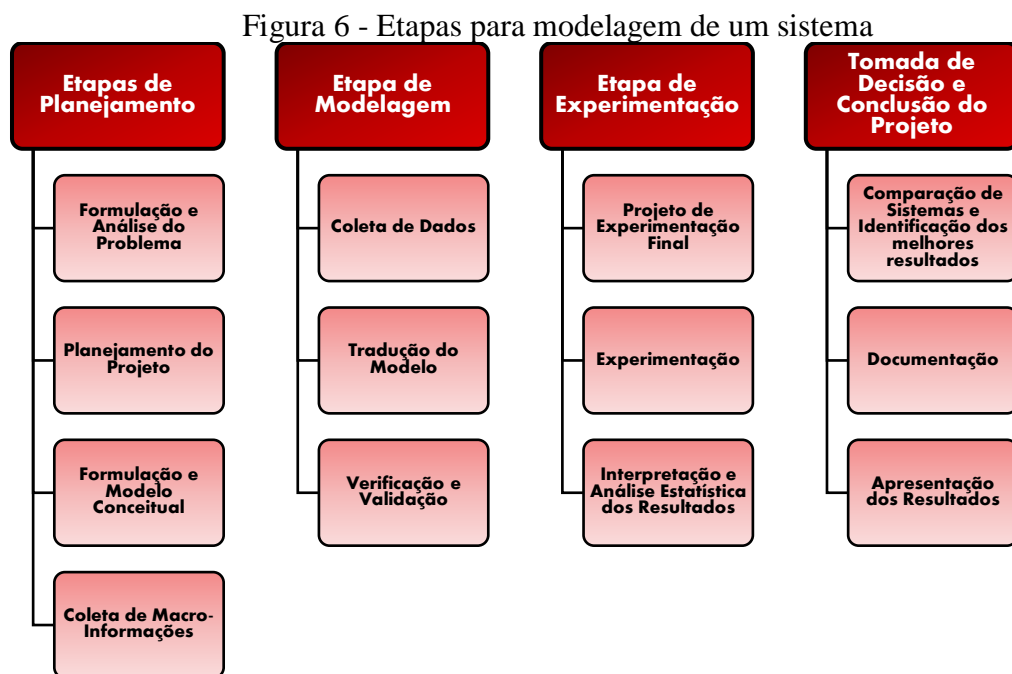 Figura 6 - Etapas para modelagem de um sistema
Etapas de
Planejamento
Formulação e
Análise do
Problema
Planejamento do
Projeto
Formulação e
Modelo
Conceitual
Coleta de Macro-
Informações
Etapa de
Modelagem
Coleta de Dados
Tradução do
Modelo
Verificação e
Validação
Etapa de
Experimentação
Projeto de
Experimentação
Final
Experimentação
Interpretação e
Análise Estatística
dos Resultados
Tomada de
Decisão e
Conclusão do
Projeto
Comparação de
Sistemas e
Identificação dos
melhores
resultados
Documentação
Apresentação
dos Resultados